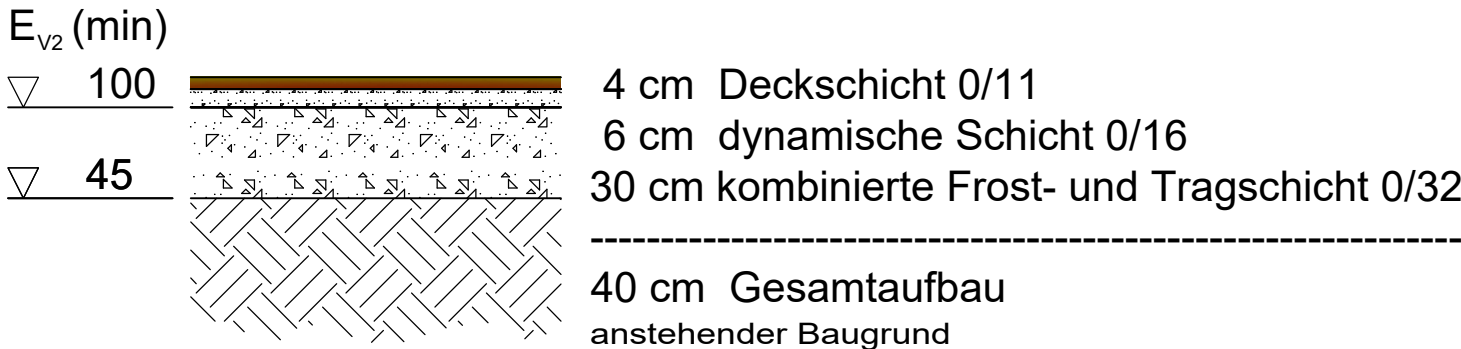 E V2 (min)
100
4 cm Deckschicht 0/11
6 cm dynamische Schicht 0/16
45
30 cm kombinierte Frost- und Tragschicht 0/32
40 cm Gesamtaufbau
anstehender Baugrund